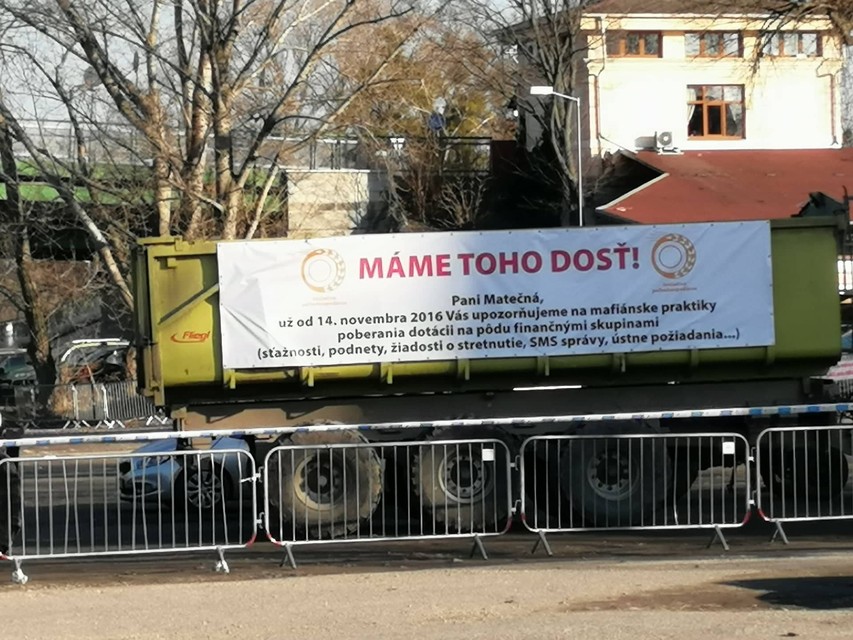 MÁME TOHO DOSŤ!
Pani Matečná,
už od 14. novembra 2016 Vás upozorňujeme na mafiánske praktiky
poberania dotácií na pôdu finančnými skupinami
(sťažnosti, podnety, žiadosti o stretnutie, SMS správy, ústne požiadania...)
Fliegl